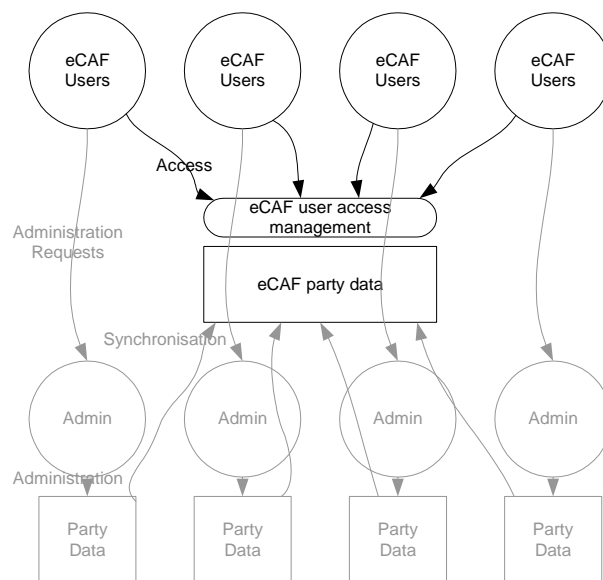 eCAF
Users
eCAF
Users
eCAF
Users
eCAF
Users
Access
eCAF user access
management
Administration
Requests
eCAF party data
Synchronisation
Admin
Admin
Admin
Admin
Administration
Party
Data
Party
Data
Party
Data
Party
Data